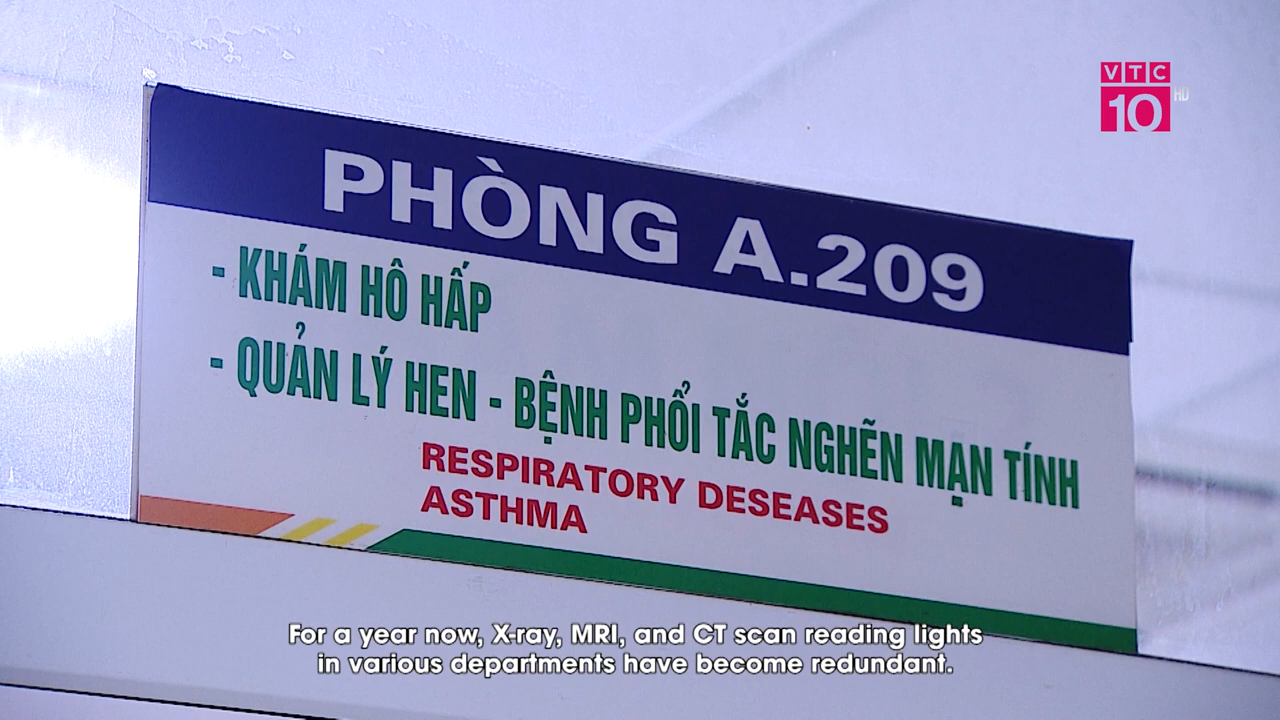 VTC
10 HD
PHÒNG A.209
- KHÁM HÔ HẤP
- QUẢN LÝ HEN - BỆNH PHỔI TẮC NGHẼN MẠN TÍNH
RESPIRATORY DESEASES
ASTHMA
For a year now, X-ray, MRI, and CT scan reading lights
in various departments have become redundant.